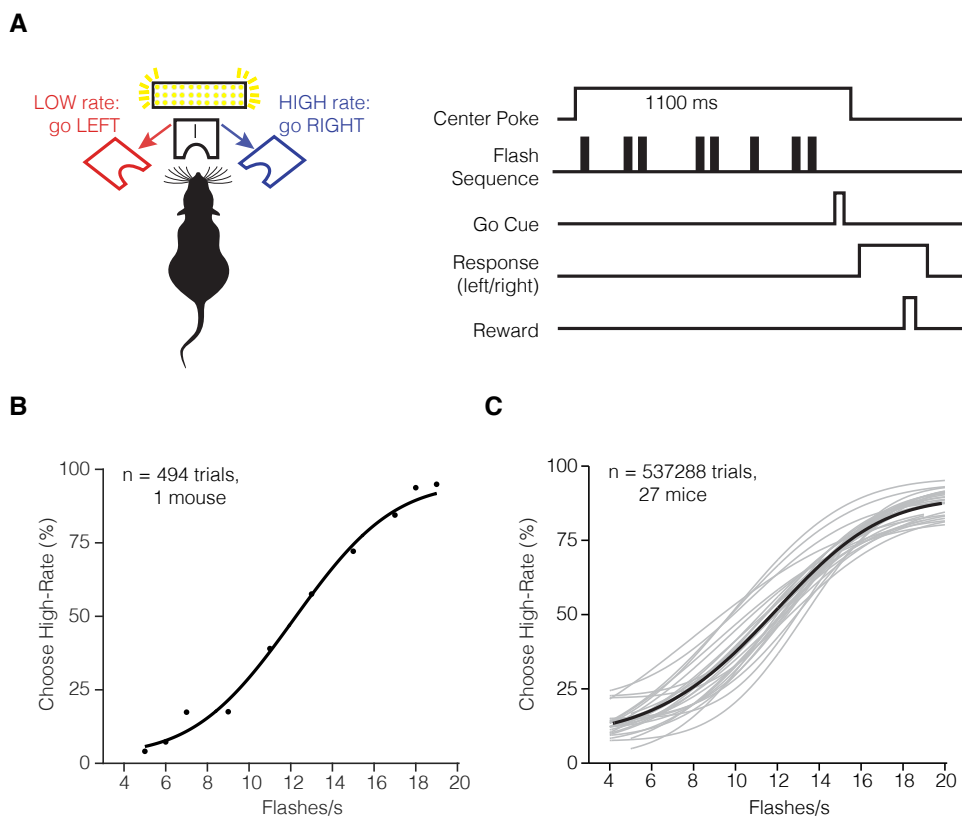 A
LOW rate:
go LEFT
HIGH rate:
go RIGHT
Center Poke
1100 ms
Flash
Sequence
Go Cue
Response
(left/right)
Reward
B
n = 494 trials,
1 mouse
Choose High-Rate (%)
100
75
50
25
0
4 6 8 10 12 14 16 18 20
Flashes/s
C
n = 537288 trials,
27 mice
Choose High-Rate (%)
100
75
50
25
0
4 6 8 10 12 14 16 18 20
Flashes/s